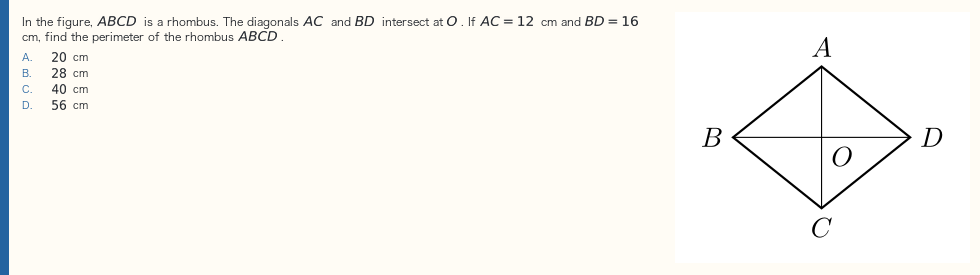 In the figure, ABCD is a rhombus. The diagonals AC and BD intersect at O . If AC = 12 cm and BD = 16
cm, find the perimeter of the rhombus ABCD .
A. 20 cm
B. 28 cm
C. 40 cm
D. 56 cm
A
B
D
O
C